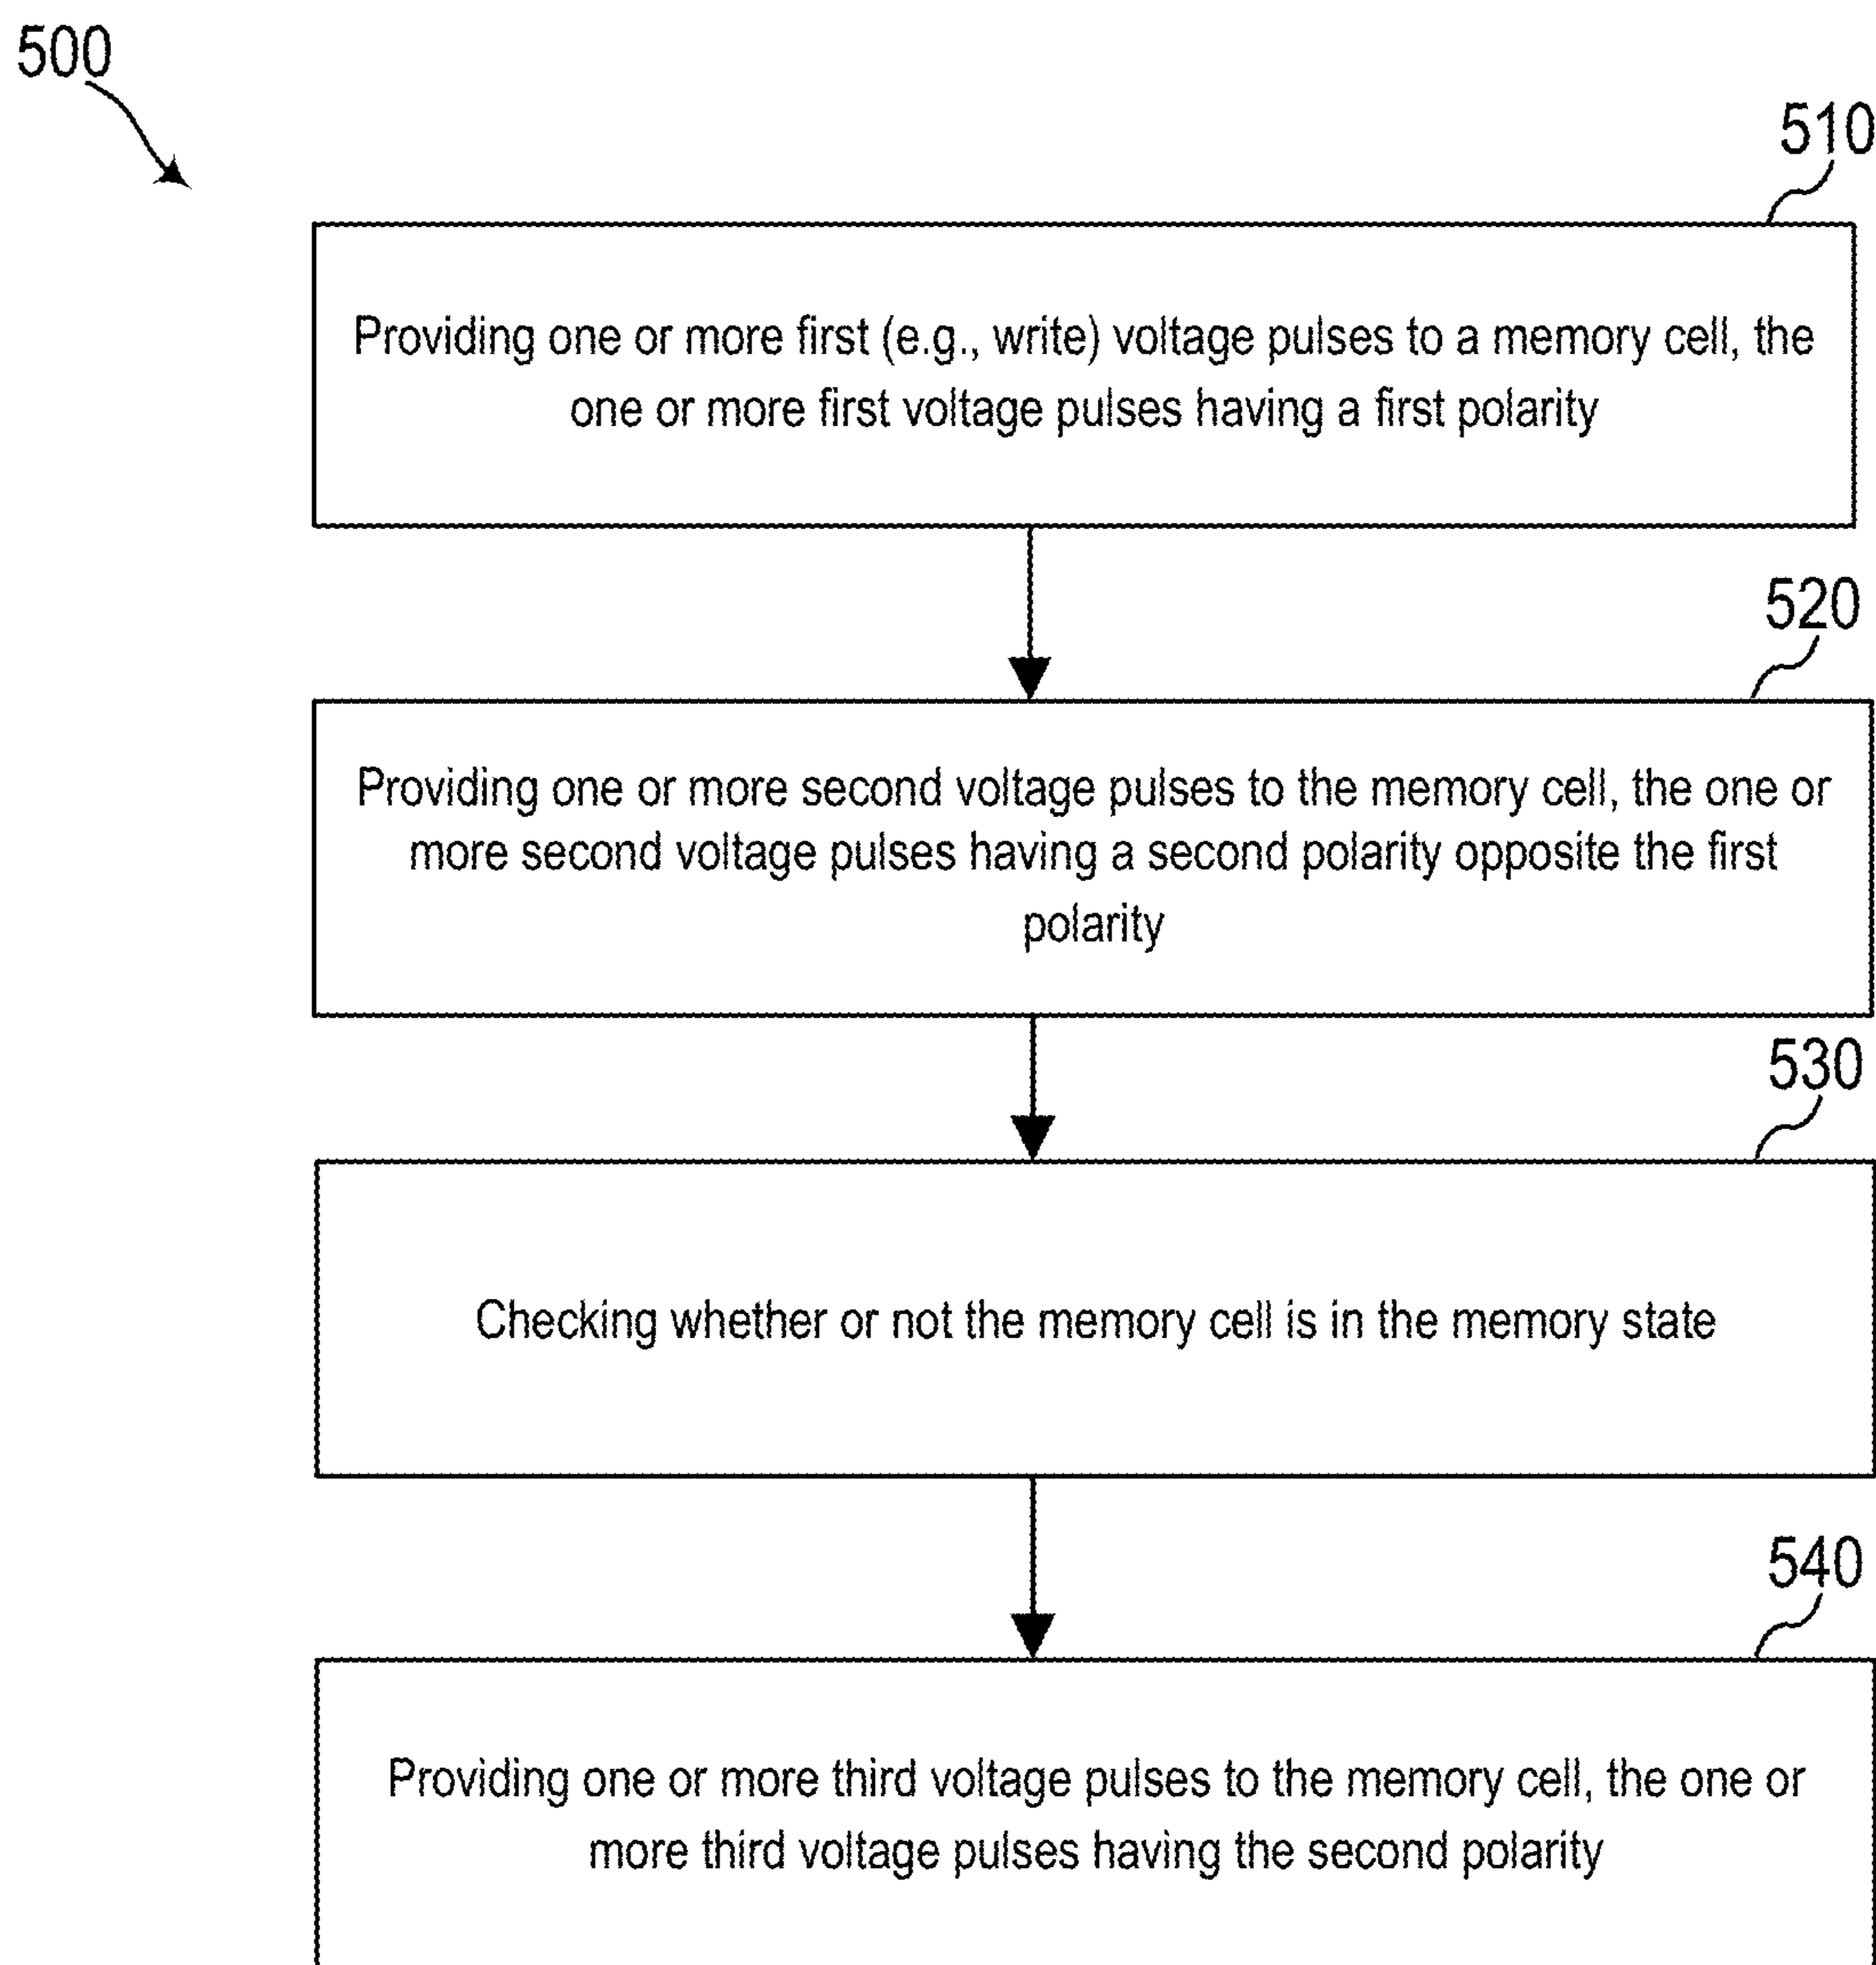 500
510
Providing one or more first (e.g., write) voltage pulses to a memory cell, the
one or more first voltage pulses having a first polarity
520
Providing one or more second voltage pulses to the memory cell, the one or
more second voltage pulses having a second polarity opposite the first
polarity
530
Checking whether or not the memory cell is in the memory state
540
Providing one or more third voltage pulses to the memory cell, the one or
more third voltage pulses having the second polarity